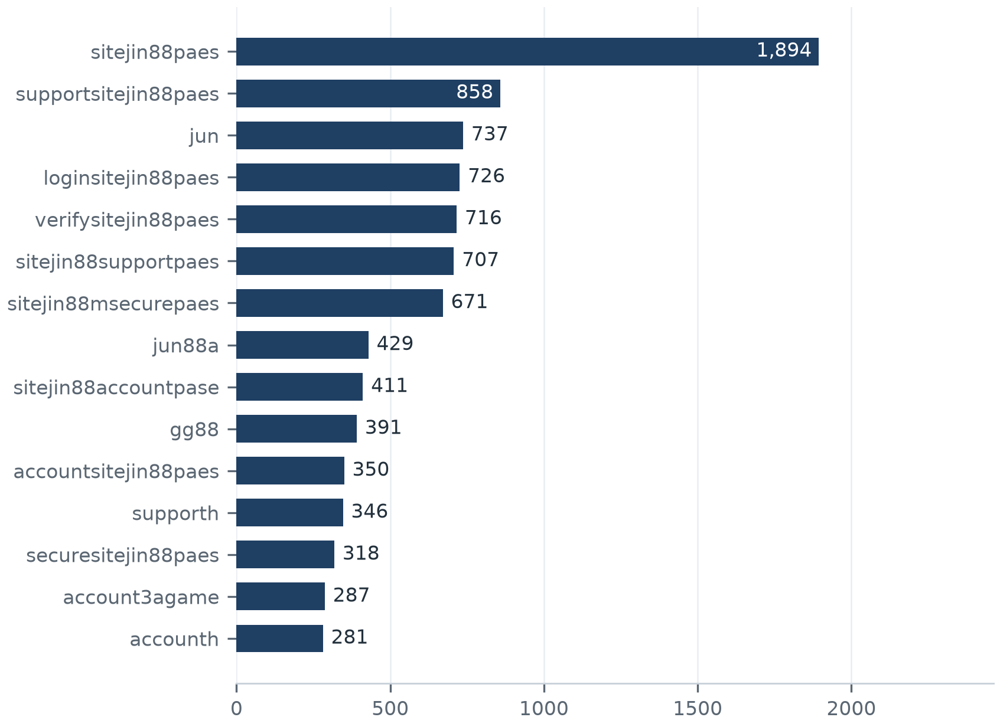 sitejin88paes 1,894
supportsitejin88paes 858
jun 737
loginsitejin88paes 726
verifysitejin88paes 716
sitejin88supportpaes 707
sitejin88msecurepaes 671
jun88a 429
sitejin88accountpase 411
gg88 391
accountsitejin88paes 350
supporth 346
securesitejin88paes 318
account3agame 287
accounth 281
0 500 1000 1500 2000